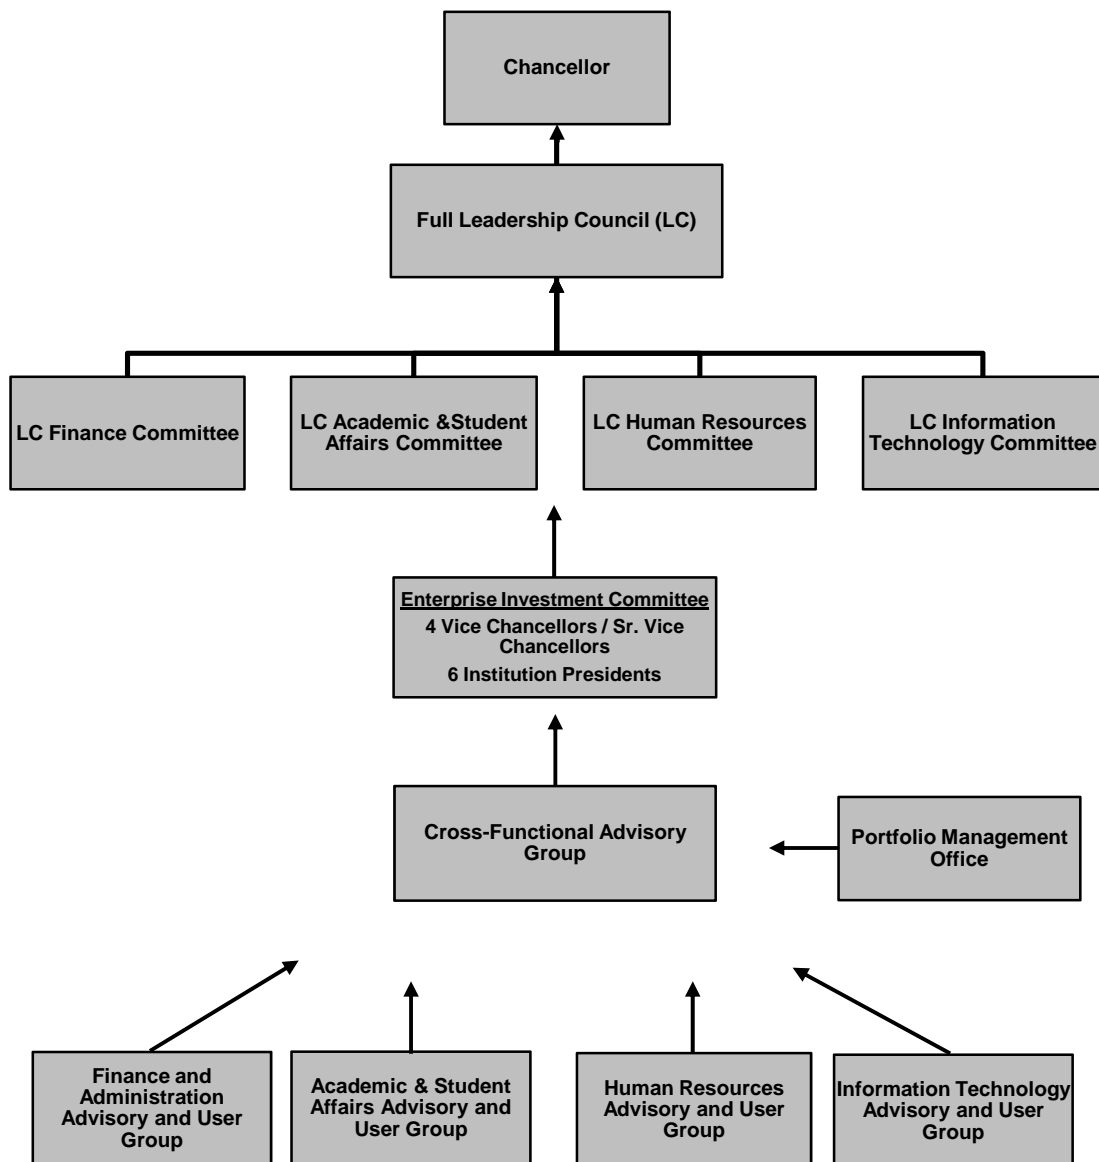 Chancellor
Full Leadership Council (LC)
LC Finance Committee
LC Academic &Student
Affairs Committee
LC Human Resources
Committee
LC Information
Technology Committee
Enterprise Investment Committee
4 Vice Chancellors / Sr. Vice
Chancellors
6 Institution Presidents
Cross-Functional Advisory
Group
Portfolio Management
Office
Finance and
Administration
Advisory and User
Group
Academic & Student
Affairs Advisory and
User Group
Human Resources
Advisory and User
Group
Information Technology
Advisory and User
Group